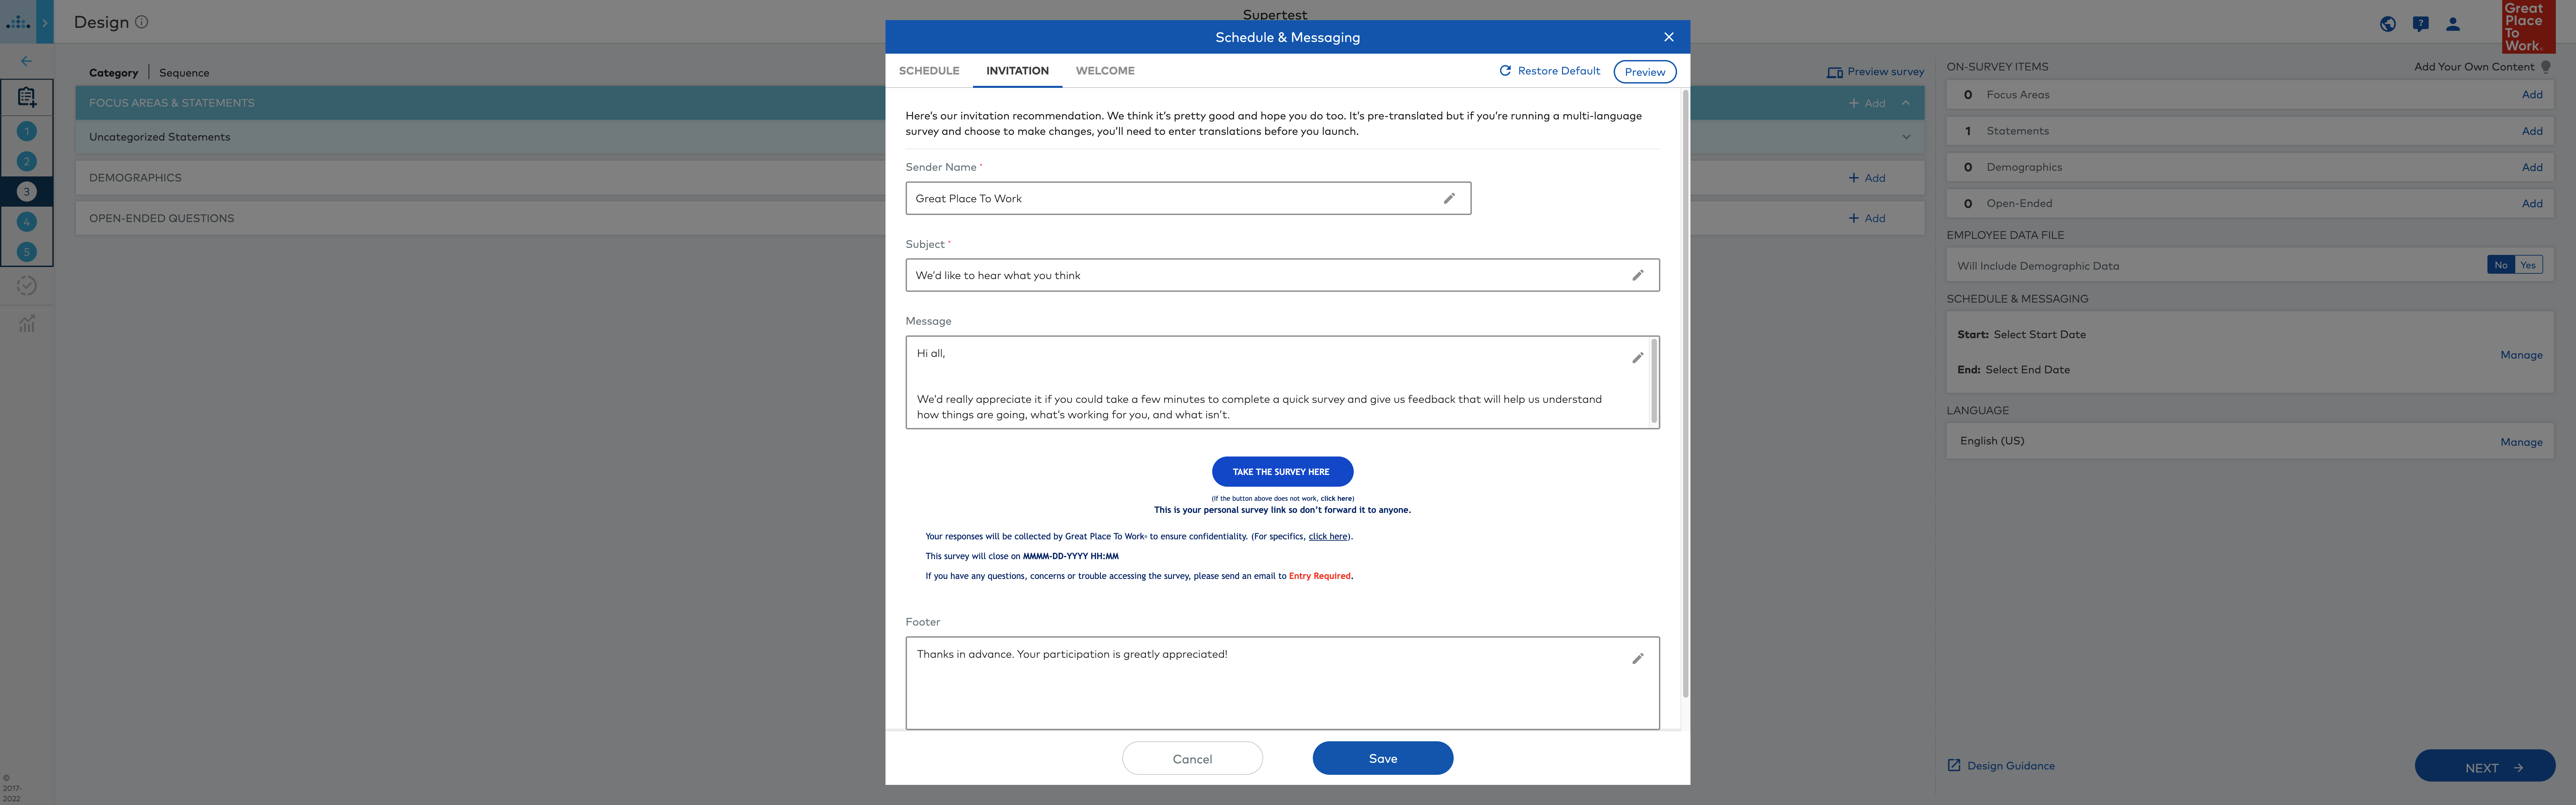 Design
Supertest
Great
Place
To
Work.
Category | Sequence
Preview survey
FOCUS AREAS & STATEMENTS
+ Add
Uncategorized Statements
DEMOGRAPHICS
+ Add
OPEN-ENDED QUESTIONS
+ Add
1
2
3
4
5
©
2017-
2022
Schedule & Messaging
SCHEDULE
INVITATION
WELCOME
Restore Default
Preview
Here's our invitation recommendation. We think it's pretty good and hope you do too. It's pre-translated but if you're running a multi-language
survey and choose to make changes, you'll need to enter translations before you launch.
Sender Name *
Great Place To Work
Subject *
We'd like to hear what you think
Message
Hi all,
We'd really appreciate it if you could take a few minutes to complete a quick survey and give us feedback that will help us understand
how things are going, what's working for you, and what isn't.
TAKE THE SURVEY HERE
(If the button above does not work, click here)
This is your personal survey link so don't forward it to anyone.
Your responses will be collected by Great Place To Work® to ensure confidentiality. (For specifics, click here).
This survey will close on MMMM-DD-YYYY HH:MM
If you have any questions, concerns or trouble accessing the survey, please send an email to Entry Required.
Footer
Thanks in advance. Your participation is greatly appreciated!
Cancel
Save
ON-SURVEY ITEMS
Add Your Own Content
0 Focus Areas Add
1 Statements Add
0 Demographics Add
0 Open-Ended Add
EMPLOYEE DATA FILE
Will Include Demographic Data No Yes
SCHEDULE & MESSAGING
Start: Select Start Date
Manage
End: Select End Date
LANGUAGE
English (US) Manage
Design Guidance
NEXT